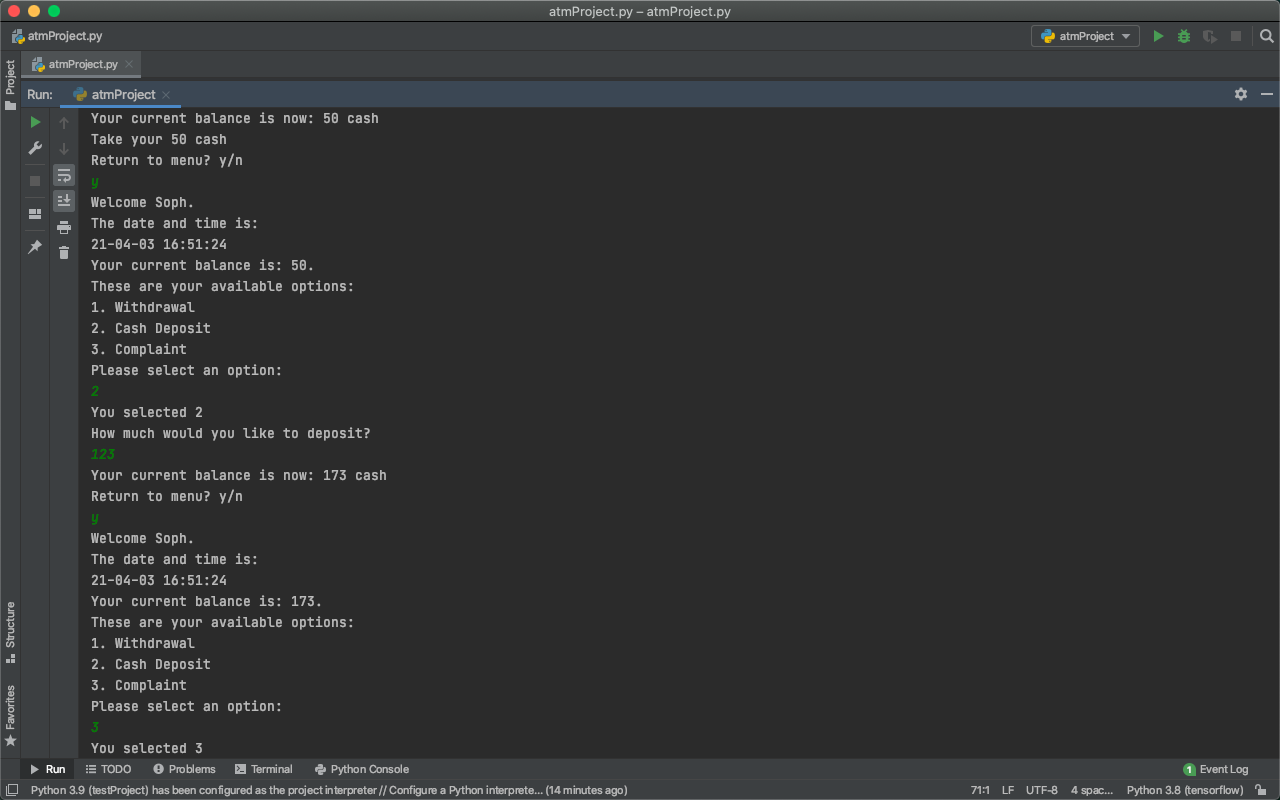 atmProject.py – atmProject.py
atmProject.py
atmProject
Project
atmProject.py
Run:
atmProject
Your current balance is now: 50 cash
Take your 50 cash
Return to menu? y/n
y
Welcome Soph.
The date and time is:
21-04-03 16:51:24
Your current balance is: 50.
These are your available options:
1. Withdrawal
2. Cash Deposit
3. Complaint
Please select an option:
2
You selected 2
How much would you like to deposit?
123
Your current balance is now: 173 cash
Return to menu? y/n
y
Welcome Soph.
The date and time is:
21-04-03 16:51:24
Your current balance is: 173.
These are your available options:
1. Withdrawal
2. Cash Deposit
3. Complaint
Please select an option:
3
You selected 3
Structure
Favorites
Run
TODO
Problems
Terminal
Python Console
1 Event Log
Python 3.9 (testProject) has been configured as the project interpreter // Configure a Python interprete... (14 minutes ago)
71:1 LF UTF-8 4 spac... Python 3.8 (tensorflow)